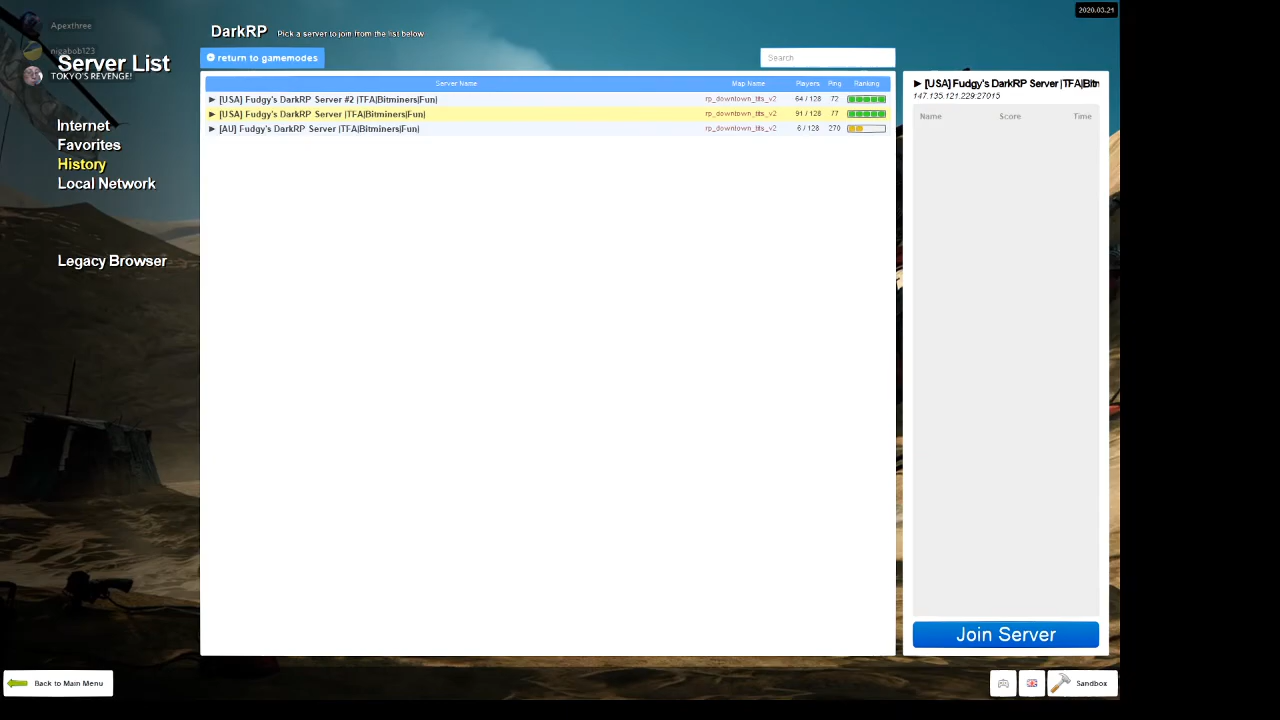 2020.03.21
Apexthree
nigabob123
Server List
TOKYO'S REVENGE!
Internet
Favorites
History
Local Network
Legacy Browser
DarkRP Pick a server to join from the list below
return to gamemodes
Search
Server Name Map Name Players Ping Ranking
[USA] Fudgy's DarkRP Server #2 |TFA|Bitminers|Fun| rp_downtown_tits_v2 64 / 128 72
[USA] Fudgy's DarkRP Server |TFA|Bitminers|Fun| rp_downtown_tits_v2 91 / 128 77
[AU] Fudgy's DarkRP Server |TFA|Bitminers|Fun| rp_downtown_tits_v2 6 / 128 270
[USA] Fudgy's DarkRP Server |TFA|Bitm
147.135.121.229:27015
Name Score Time
Join Server
Back to Main Menu
Sandbox